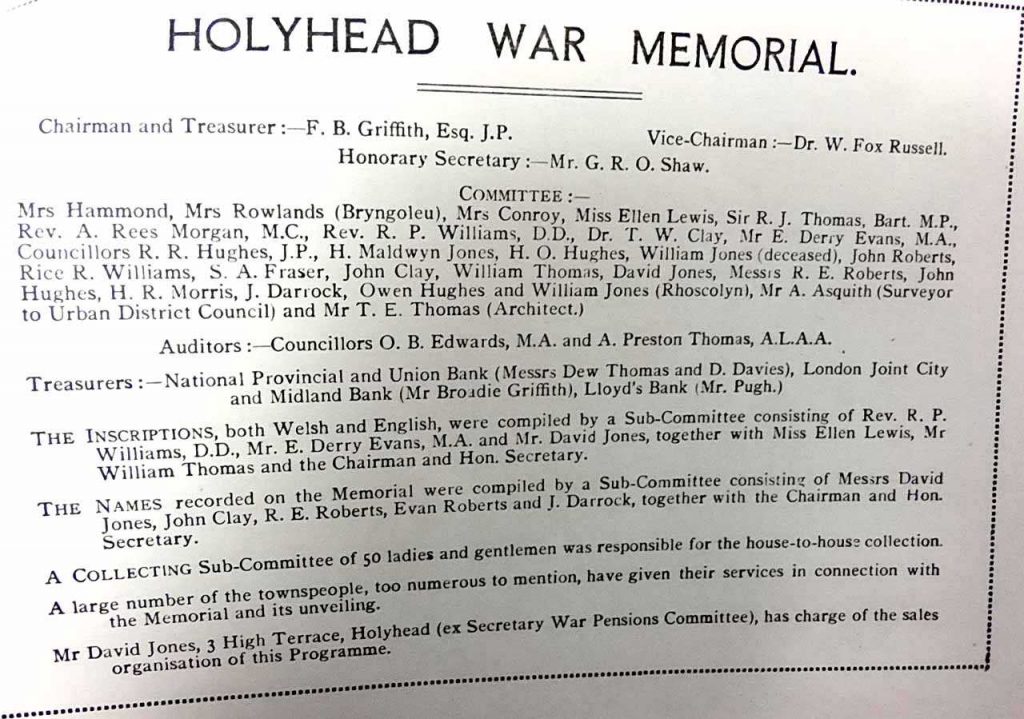 HOLYHEAD WAR MEMORIAL.
Chairman and Treasurer :—F. B. Griffith, Esq. J.P.
Vice-Chairman :—Dr. W. Fox Russell.
Honorary Secretary :—Mr. G. R. O. Shaw.
COMMITTEE :—
Mrs Hammond, Mrs Rowlands (Bryngoleu), Mrs Conroy, Miss Ellen Lewis, Sir R. J. Thomas, Bart. M.P.,
Rev. A. Rees Morgan, M.C., Rev. R. P. Williams, D.D., Dr. T. W. Clay, Mr E. Derry Evans, M.A.,
Councillors R. R. Hughes, J.P., H. Maldwyn Jones, H. O. Hughes, William Jones (deceased), John Roberts,
Rice R. Williams, S. A. Fraser, John Clay, William Thomas, David Jones, Messrs R. E. Roberts, John
Hughes, H. R. Morris, J. Darrock, Owen Hughes and William Jones (Rhoscolyn), Mr A. Asquith (Surveyor
to Urban District Council) and Mr T. E. Thomas (Architect.)
Auditors :—Councillors O. B. Edwards, M.A. and A. Preston Thomas, A.L.A.A.
Treasurers :—National Provincial and Union Bank (Messrs Dew Thomas and D. Davies), London Joint City
and Midland Bank (Mr Broadie Griffith), Lloyd's Bank (Mr. Pugh.)
THE INSCRIPTIONS, both Welsh and English, were compiled by a Sub-Committee consisting of Rev. R. P.
Williams, D.D., Mr. E. Derry Evans, M.A. and Mr. David Jones, together with Miss Ellen Lewis, Mr
William Thomas and the Chairman and Hon. Secretary.
THE NAMES recorded on the Memorial were compiled by a Sub-Committee consisting of Messrs David
Jones, John Clay, R. E. Roberts, Evan Roberts and J. Darrock, together with the Chairman and Hon.
Secretary.
A COLLECTING Sub-Committee of 50 ladies and gentlemen was responsible for the house-to-house collection.
A large number of the townspeople, too numerous to mention, have given their services in connection with
the Memorial and its unveiling.
Mr David Jones, 3 High Terrace, Holyhead (ex Secretary War Pensions Committee), has charge of the sales
organisation of this Programme.